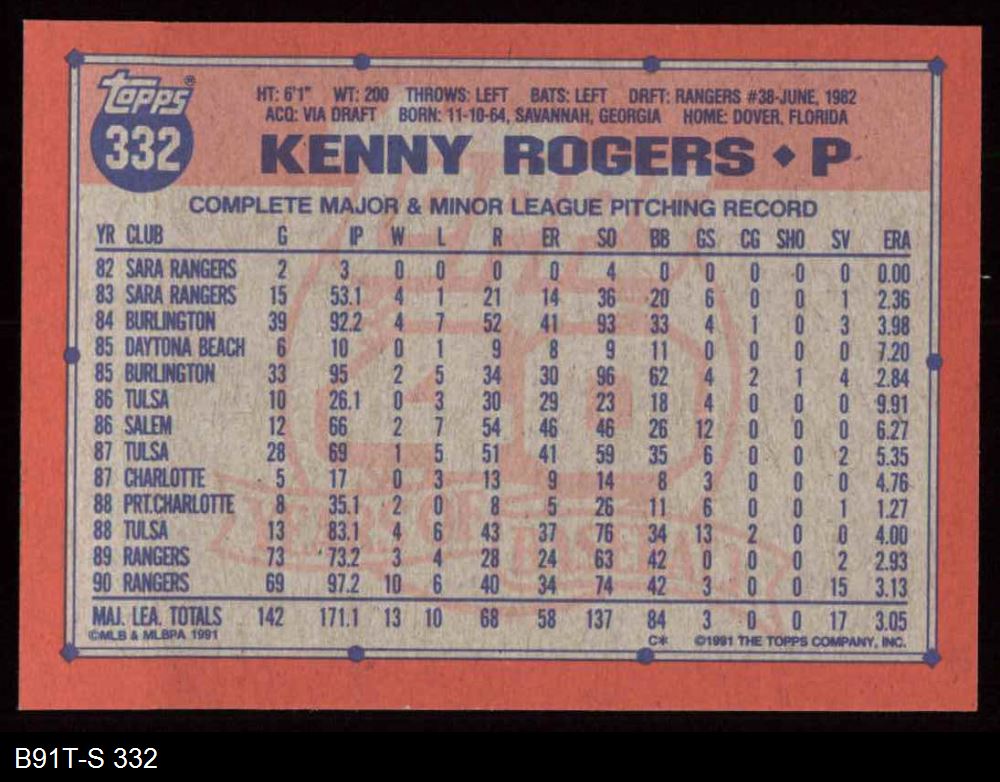 Topps®
332
HT: 6'1" WT: 200 THROWS: LEFT BATS: LEFT DRFT: RANGERS #38-JUNE, 1982
ACQ: VIA DRAFT BORN: 11-10-64, SAVANNAH, GEORGIA HOME: DOVER, FLORIDA
KENNY ROGERS ♦ P
COMPLETE MAJOR & MINOR LEAGUE PITCHING RECORD
YR CLUB G IP W L R ER SO BB GS CG SHO SV ERA
82 SARA RANGERS 2 3 0 0 0 0 4 0 0 0 0 0 0.00
83 SARA RANGERS 15 53.1 4 1 21 14 36 20 6 0 0 1 2.36
84 BURLINGTON 39 92.2 4 7 52 41 93 33 4 1 0 3 3.98
85 DAYTONA BEACH 6 10 0 1 9 8 9 11 0 0 0 0 7.20
85 BURLINGTON 33 95 2 5 34 30 96 62 4 2 1 4 2.84
86 TULSA 10 26.1 0 3 30 29 23 18 4 0 0 0 9.91
86 SALEM 12 66 2 7 54 46 46 26 12 0 0 0 6.27
87 TULSA 28 69 1 5 51 41 59 35 6 0 0 2 5.35
87 CHARLOTTE 5 17 0 3 13 9 14 8 3 0 0 0 4.76
88 PRT.CHARLOTTE 8 35.1 2 0 8 5 26 11 6 0 0 1 1.27
88 TULSA 13 83.1 4 6 43 37 76 34 13 2 0 0 4.00
89 RANGERS 73 73.2 3 4 28 24 63 42 0 0 0 2 2.93
90 RANGERS 69 97.2 10 6 40 34 74 42 3 0 0 15 3.13
MAJ. LEA. TOTALS 142 171.1 13 10 68 58 137 84 3 0 0 17 3.05
©MLB & MLBPA 1991 C* ©1991 THE TOPPS COMPANY, INC.
40
YEARS OF BASEBALL
B91T-S 332